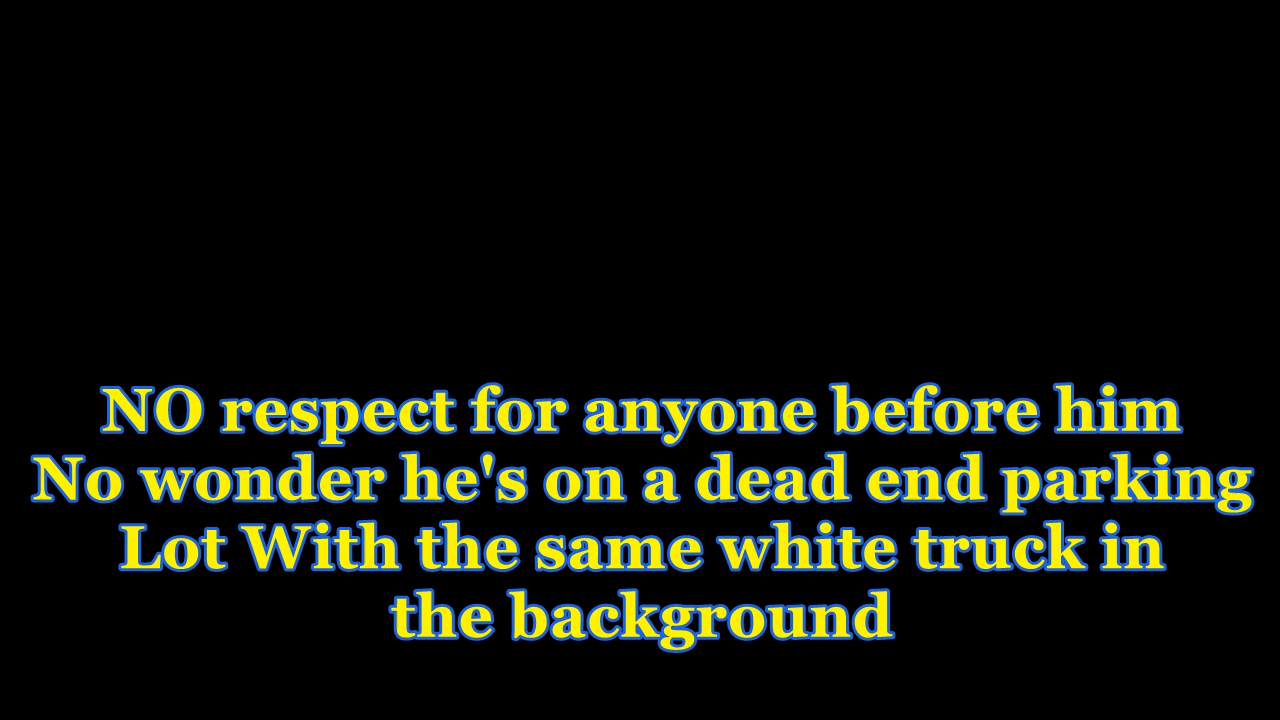 NO respect for anyone before him
No wonder he's on a dead end parking
Lot With the same white truck in
the background